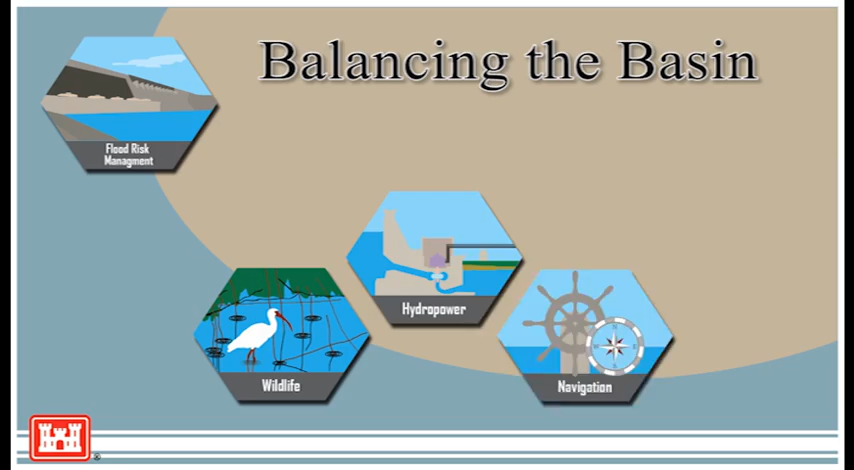 Balancing the Basin
Flood Risk
Managment
Hydropower
Wildlife
Navigation
®